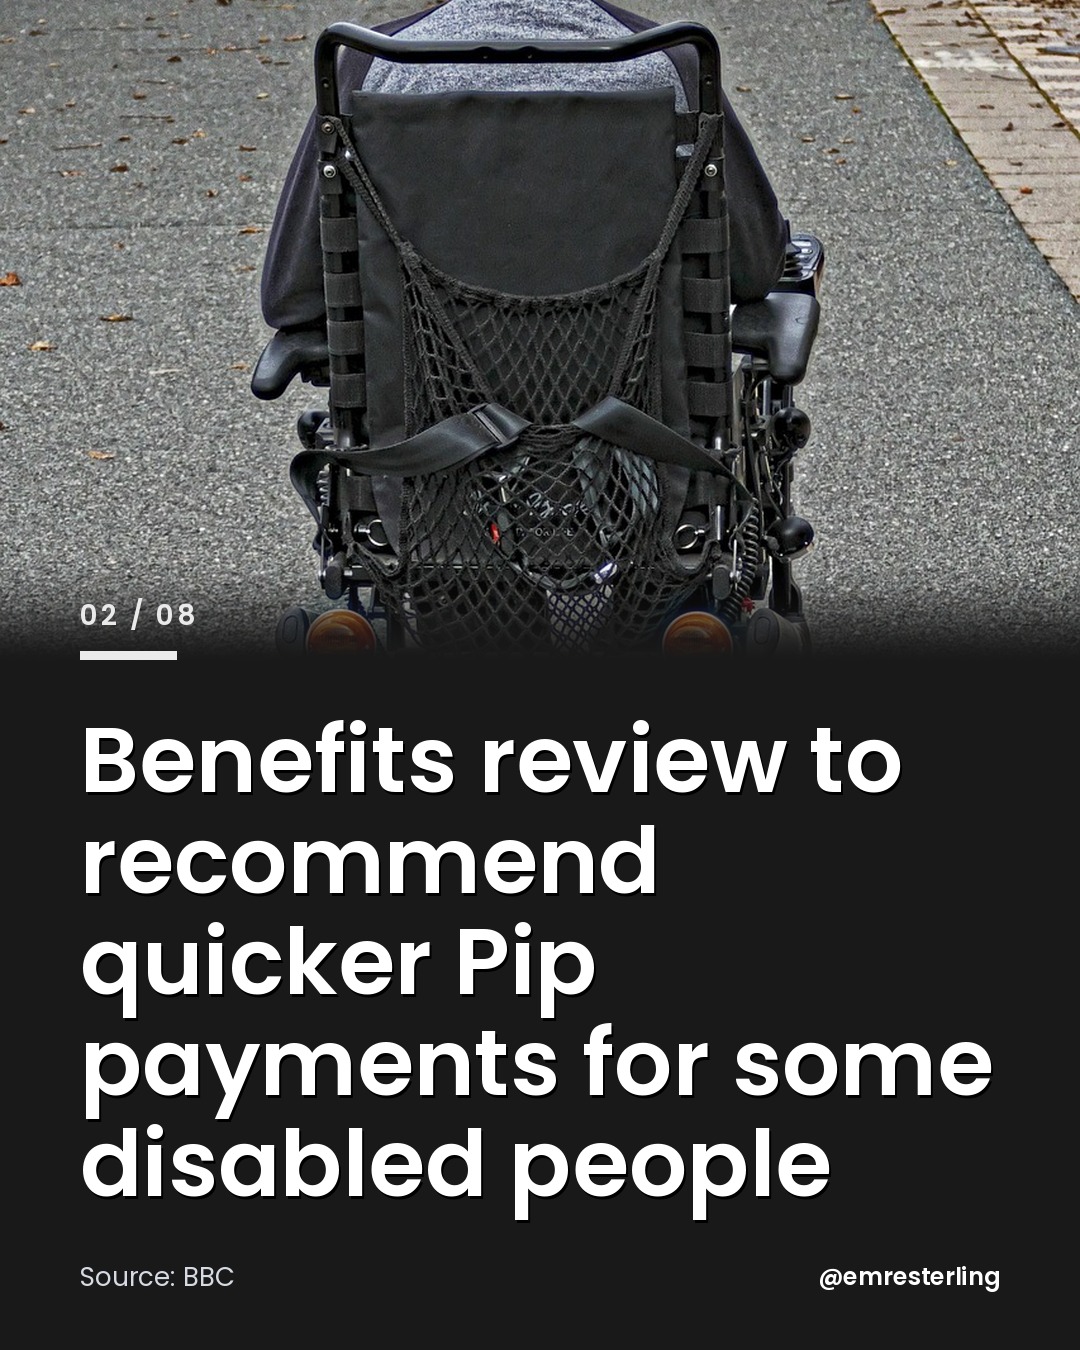 02 / 08
Benefits review to
recommend
quicker Pip
payments for some
disabled people
Source: BBC
@emresterling